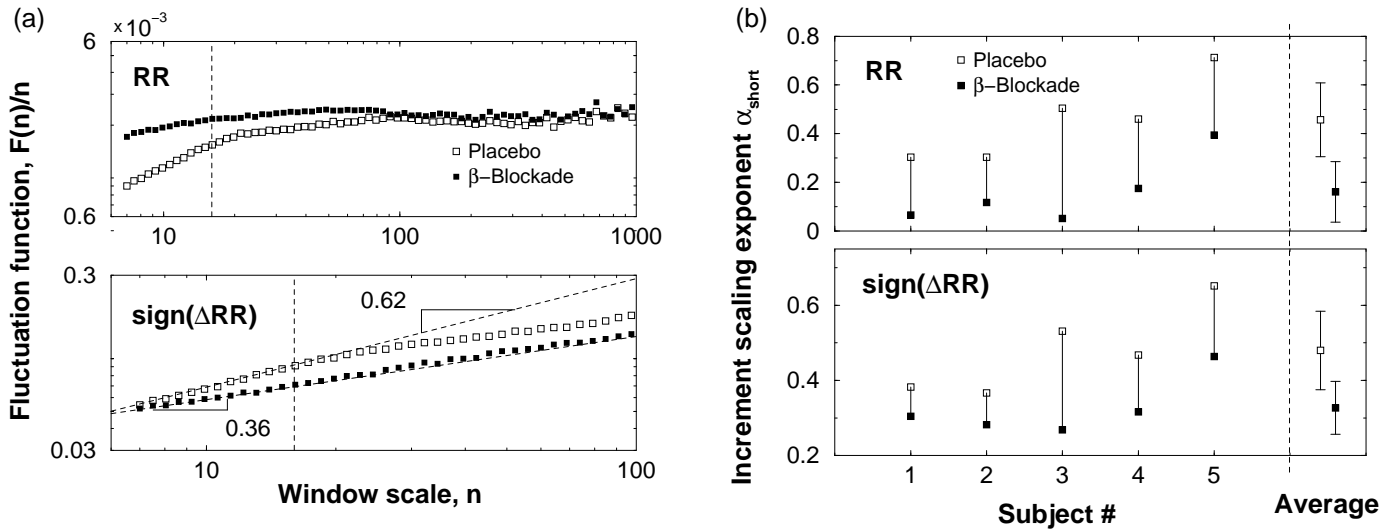 (a)
× 10⁻³
6
RR
Placebo
β−Blockade
0.6
10
100
1000
0.3
sign(ΔRR)
0.62
0.36
0.03
10
100
Window scale, n
Fluctuation function, F(n)/n
(b)
0.8
RR
Placebo
β−Blockade
0.6
0.4
0.2
0
sign(ΔRR)
0.6
0.4
0.2
1 2 3 4 5
Subject #
Average
Increment scaling exponent α_short